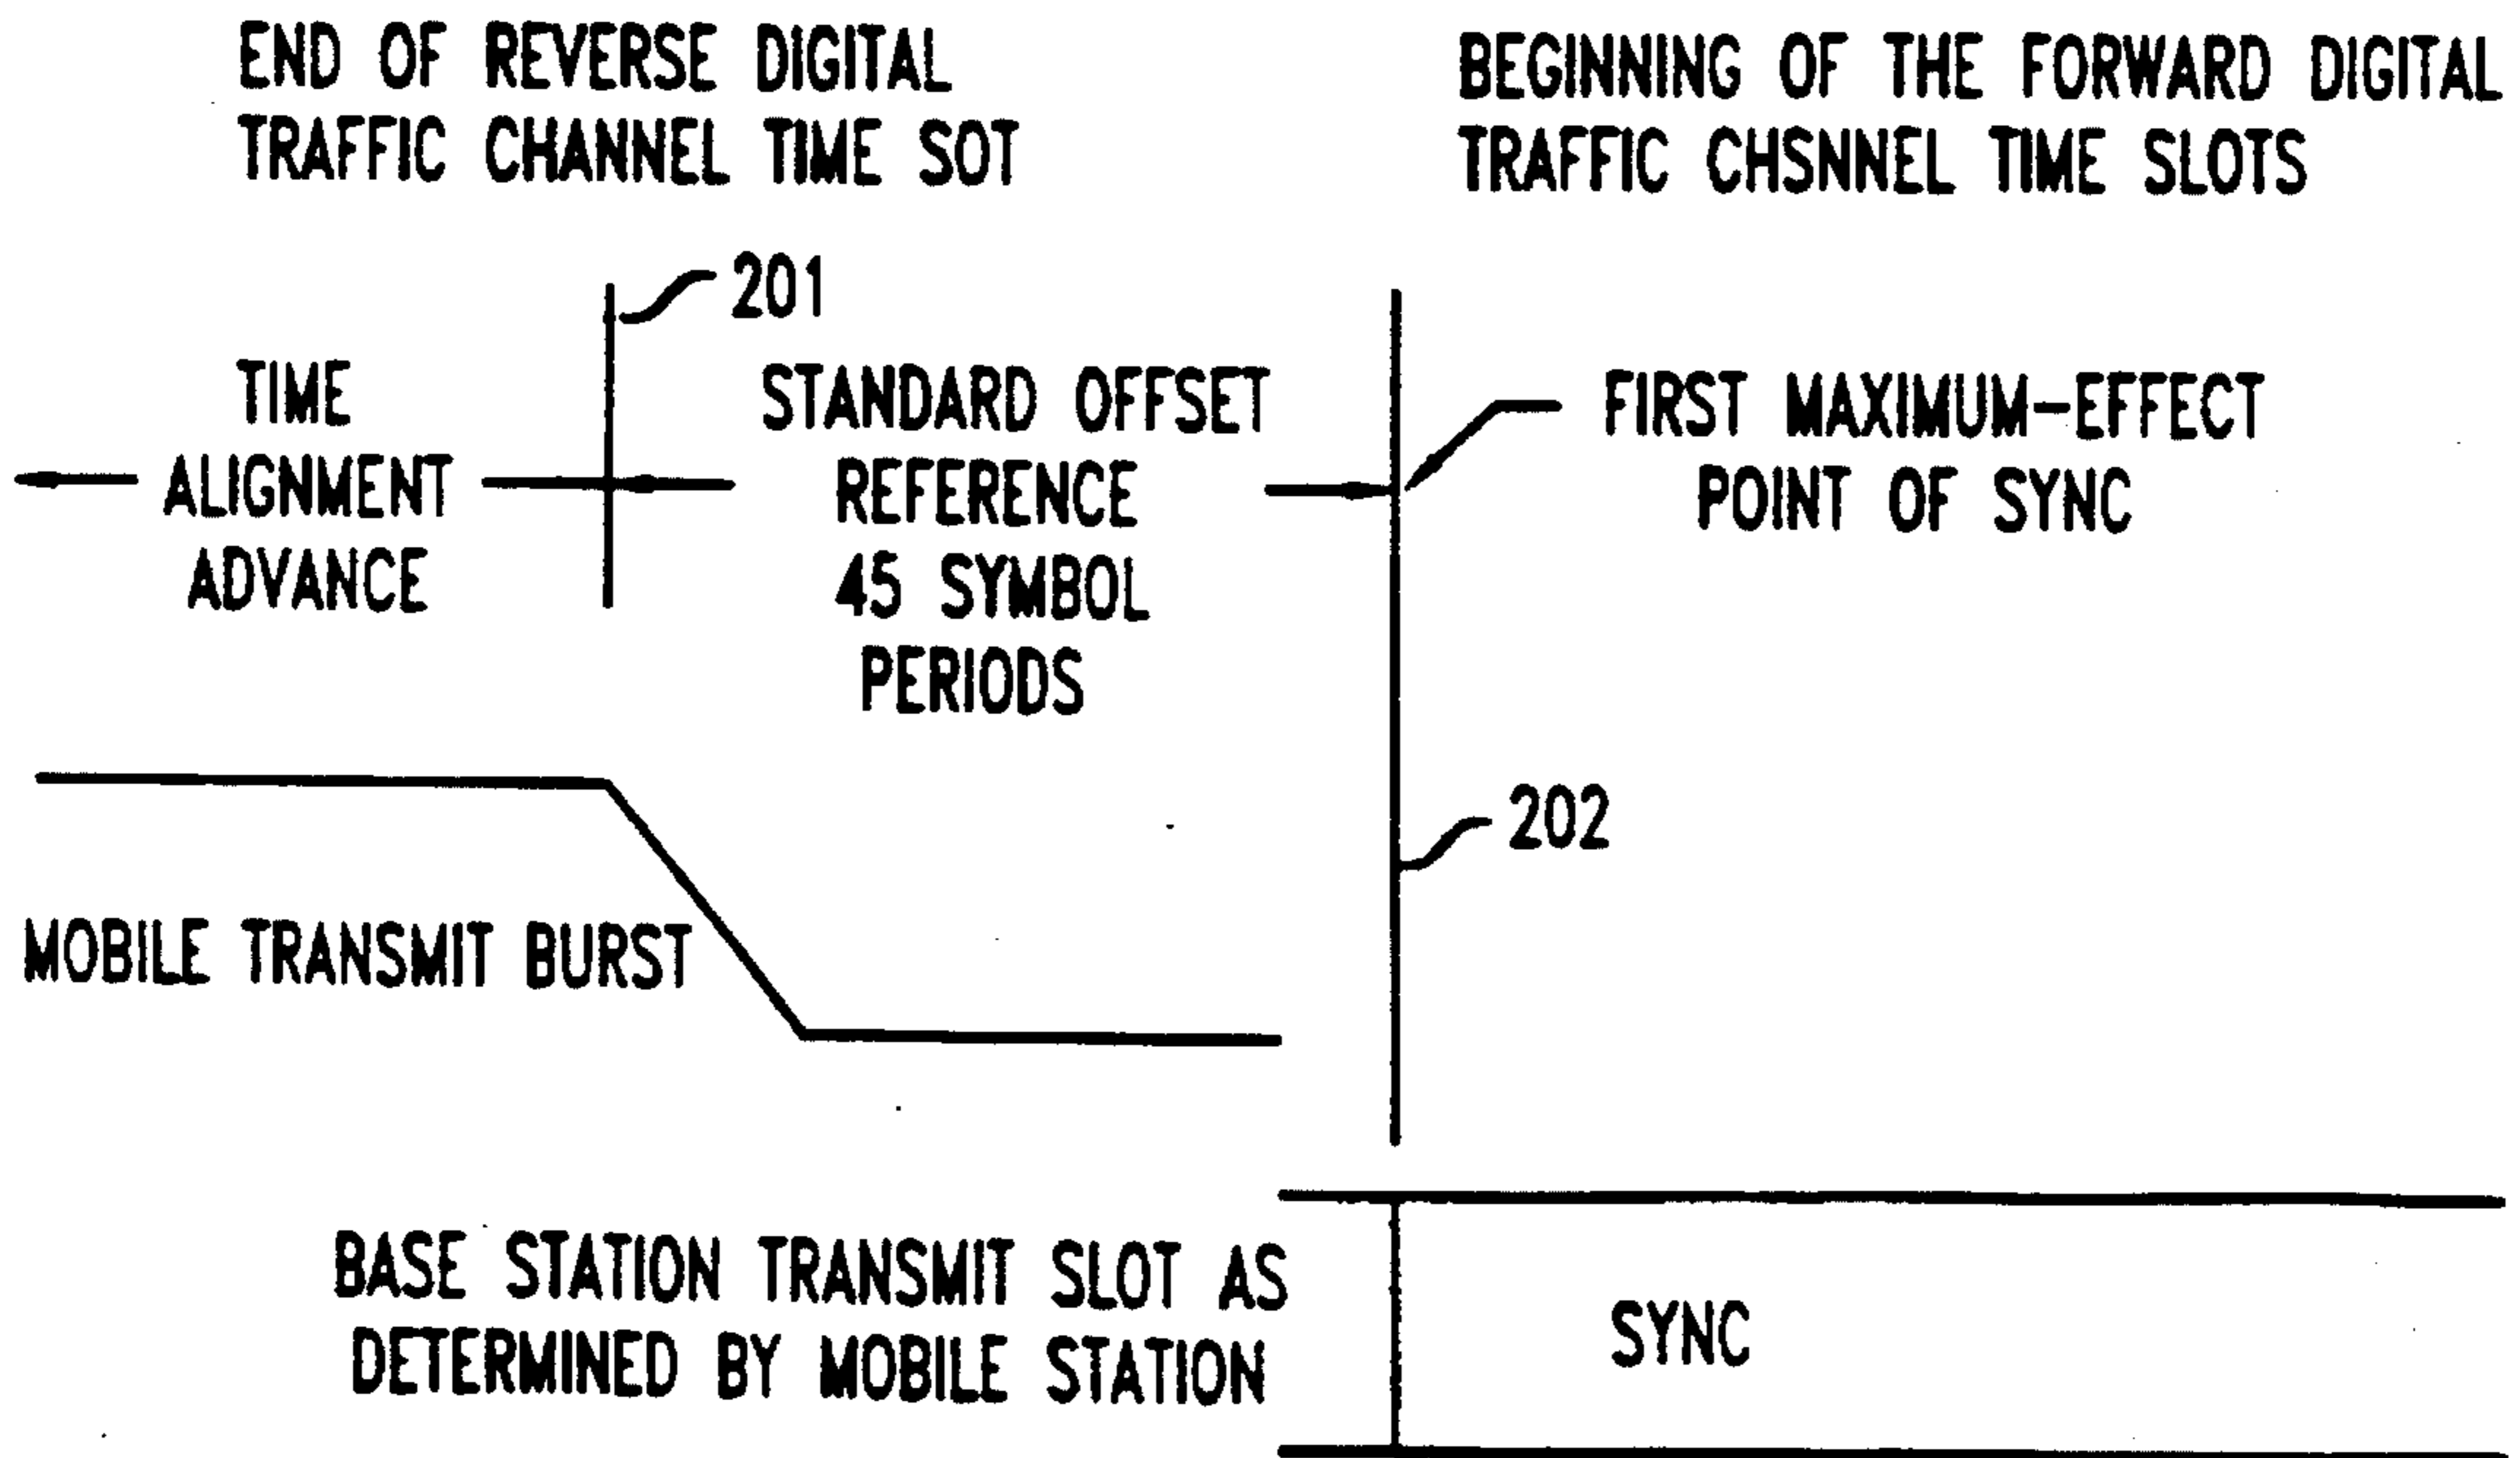 END OF REVERSE DIGITAL
TRAFFIC CHANNEL TIME SOT
BEGINNING OF THE FORWARD DIGITAL
TRAFFIC CHSNNEL TIME SLOTS
201
TIME
ALIGNMENT
ADVANCE
STANDARD OFFSET
REFERENCE
45 SYMBOL
PERIODS
FIRST MAXIMUM-EFFECT
POINT OF SYNC
202
MOBILE TRANSMIT BURST
BASE STATION TRANSMIT SLOT AS
DETERMINED BY MOBILE STATION
SYNC